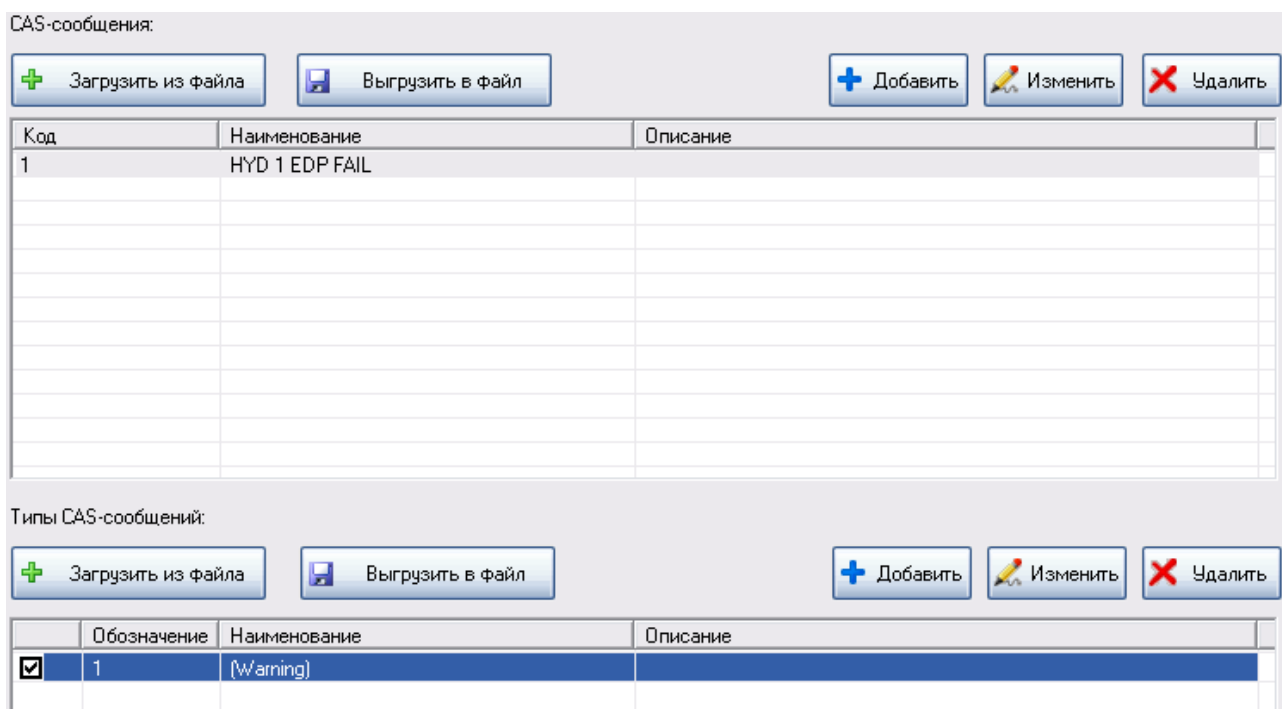 CAS-сообщения:
Загрузить из файла Выгрузить в файл Добавить Изменить Удалить
Код Наименование Описание
1 HYD 1 EDP FAIL
Типы CAS-сообщений:
Загрузить из файла Выгрузить в файл Добавить Изменить Удалить
Обозначение Наименование Описание
1 (Warning)